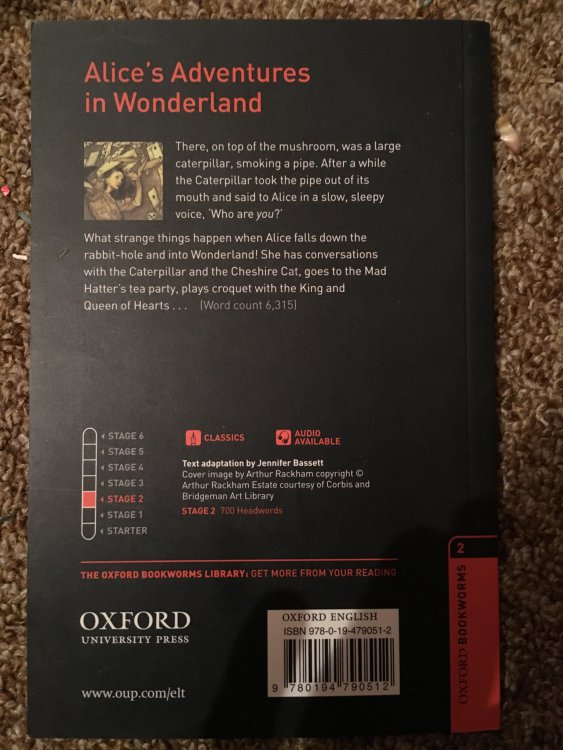 Alice's Adventures
in Wonderland
There, on top of the mushroom, was a large
caterpillar, smoking a pipe. After a while
the Caterpillar took the pipe out of its
mouth and said to Alice in a slow, sleepy
voice, 'Who are you?'
What strange things happen when Alice falls down the
rabbit-hole and into Wonderland! She has conversations
with the Caterpillar and the Cheshire Cat, goes to the Mad
Hatter's tea party, plays croquet with the King and
Queen of Hearts . . . (Word count 6,315)
STAGE 6
STAGE 5
STAGE 4
STAGE 3
STAGE 2
STAGE 1
STARTER
CLASSICS
AUDIO
AVAILABLE
Text adaptation by Jennifer Bassett
Cover image by Arthur Rackham copyright ©
Arthur Rackham Estate courtesy of Corbis and
Bridgeman Art Library
STAGE 2 700 Headwords
THE OXFORD BOOKWORMS LIBRARY: GET MORE FROM YOUR READING
OXFORD
UNIVERSITY PRESS
www.oup.com/elt
OXFORD ENGLISH
ISBN 978-0-19-479051-2
9 780194 790512
2
OXFORD BOOKWORMS